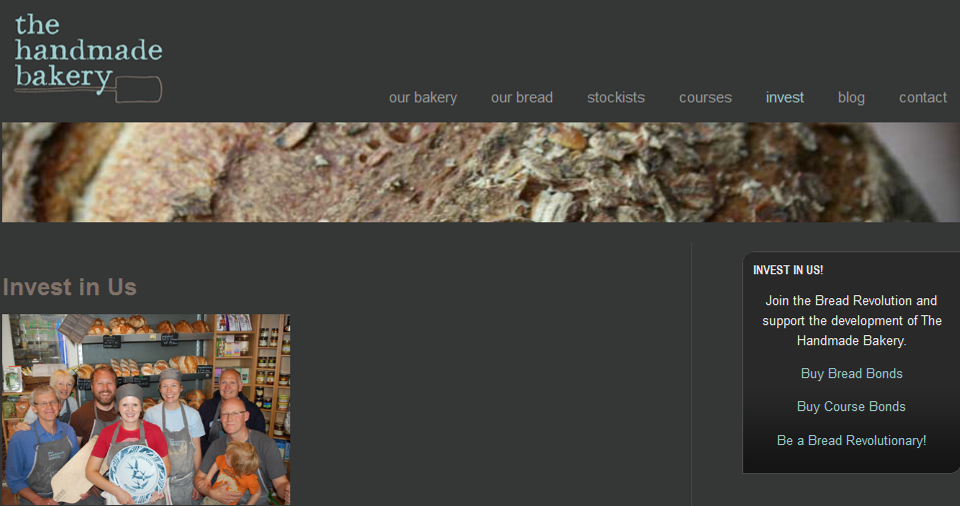 the
handmade
bakery
our bakery our bread stockists courses invest blog contact
Invest in Us
INVEST IN US!
Join the Bread Revolution and
support the development of The
Handmade Bakery.
Buy Bread Bonds
Buy Course Bonds
Be a Bread Revolutionary!